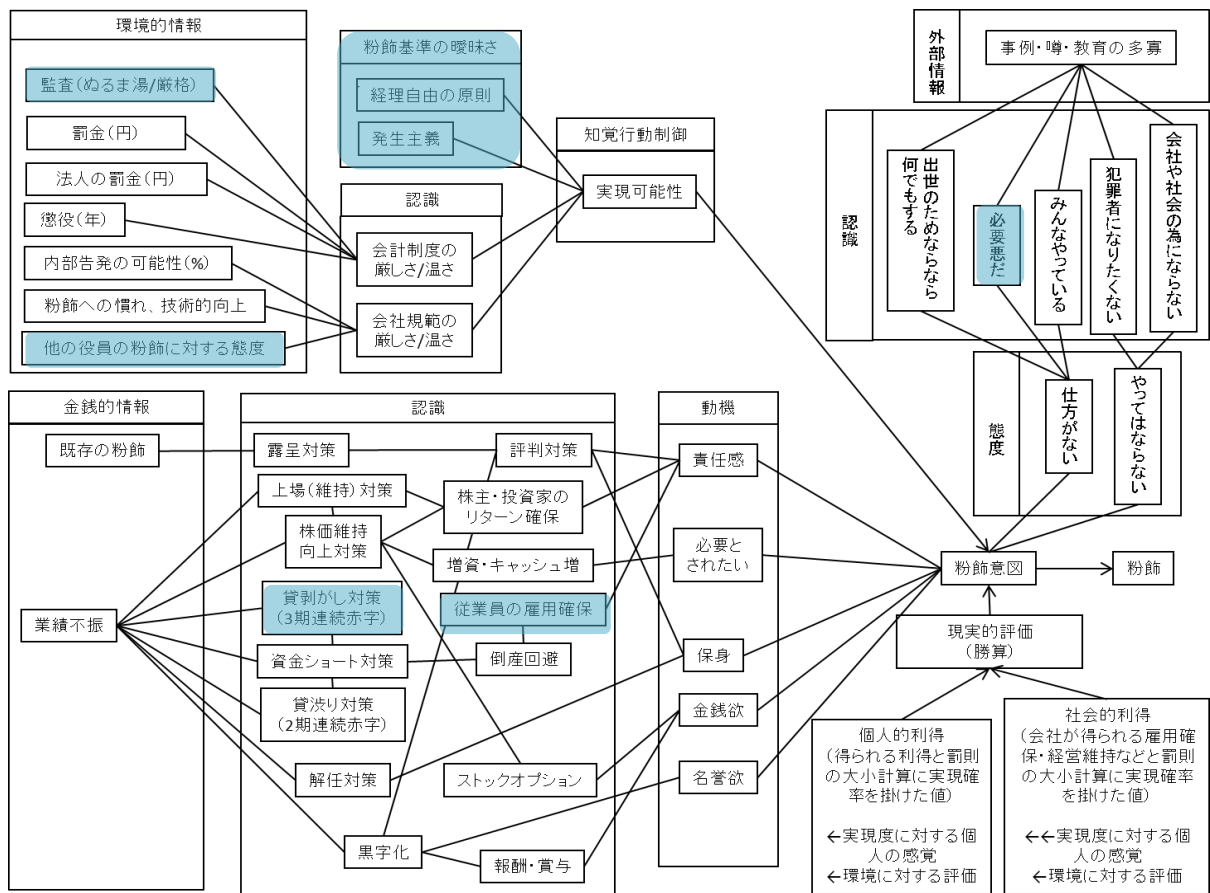 環境的情報
監査(ぬるま湯/厳格)
罰金(円)
法人の罰金(円)
懲役(年)
内部告発の可能性(%)
粉飾への慣れ、技術的向上
他の役員の粉飾に対する態度
粉飾基準の曖昧さ
経理自由の原則
発生主義
認識
会計制度の
厳しさ/温さ
会社規範の
厳しさ/温さ
知覚行動制御
実現可能性
外部情報
事例・噂・教育の多寡
認識
出世のためならなら
何でもする
必要悪だ
みんなやっている
犯罪者になりたくない
会社や社会の為にならない
態度
仕方がない
やってはならない
金銭的情報
既存の粉飾
業績不振
認識
露呈対策
上場(維持)対策
株価維持
向上対策
貸剥がし対策
(3期連続赤字)
資金ショート対策
貸渋り対策
(2期連続赤字)
解任対策
黒字化
評判対策
株主・投資家の
リターン確保
増資・キャッシュ増
従業員の雇用確保
倒産回避
ストックオプション
報酬・賞与
動機
責任感
必要と
されたい
保身
金銭欲
名誉欲
粉飾意図
粉飾
現実的評価
(勝算)
個人的利得
(得られる利得と罰則
の大小計算に実現確
率を掛けた値)
←実現度に対する個
人の感覚
←環境に対する評価
社会的利得
(会社が得られる雇用確
保・経営維持などと罰則
の大小計算に実現確率
を掛けた値)
←←実現度に対する個
人の感覚
←環境に対する評価